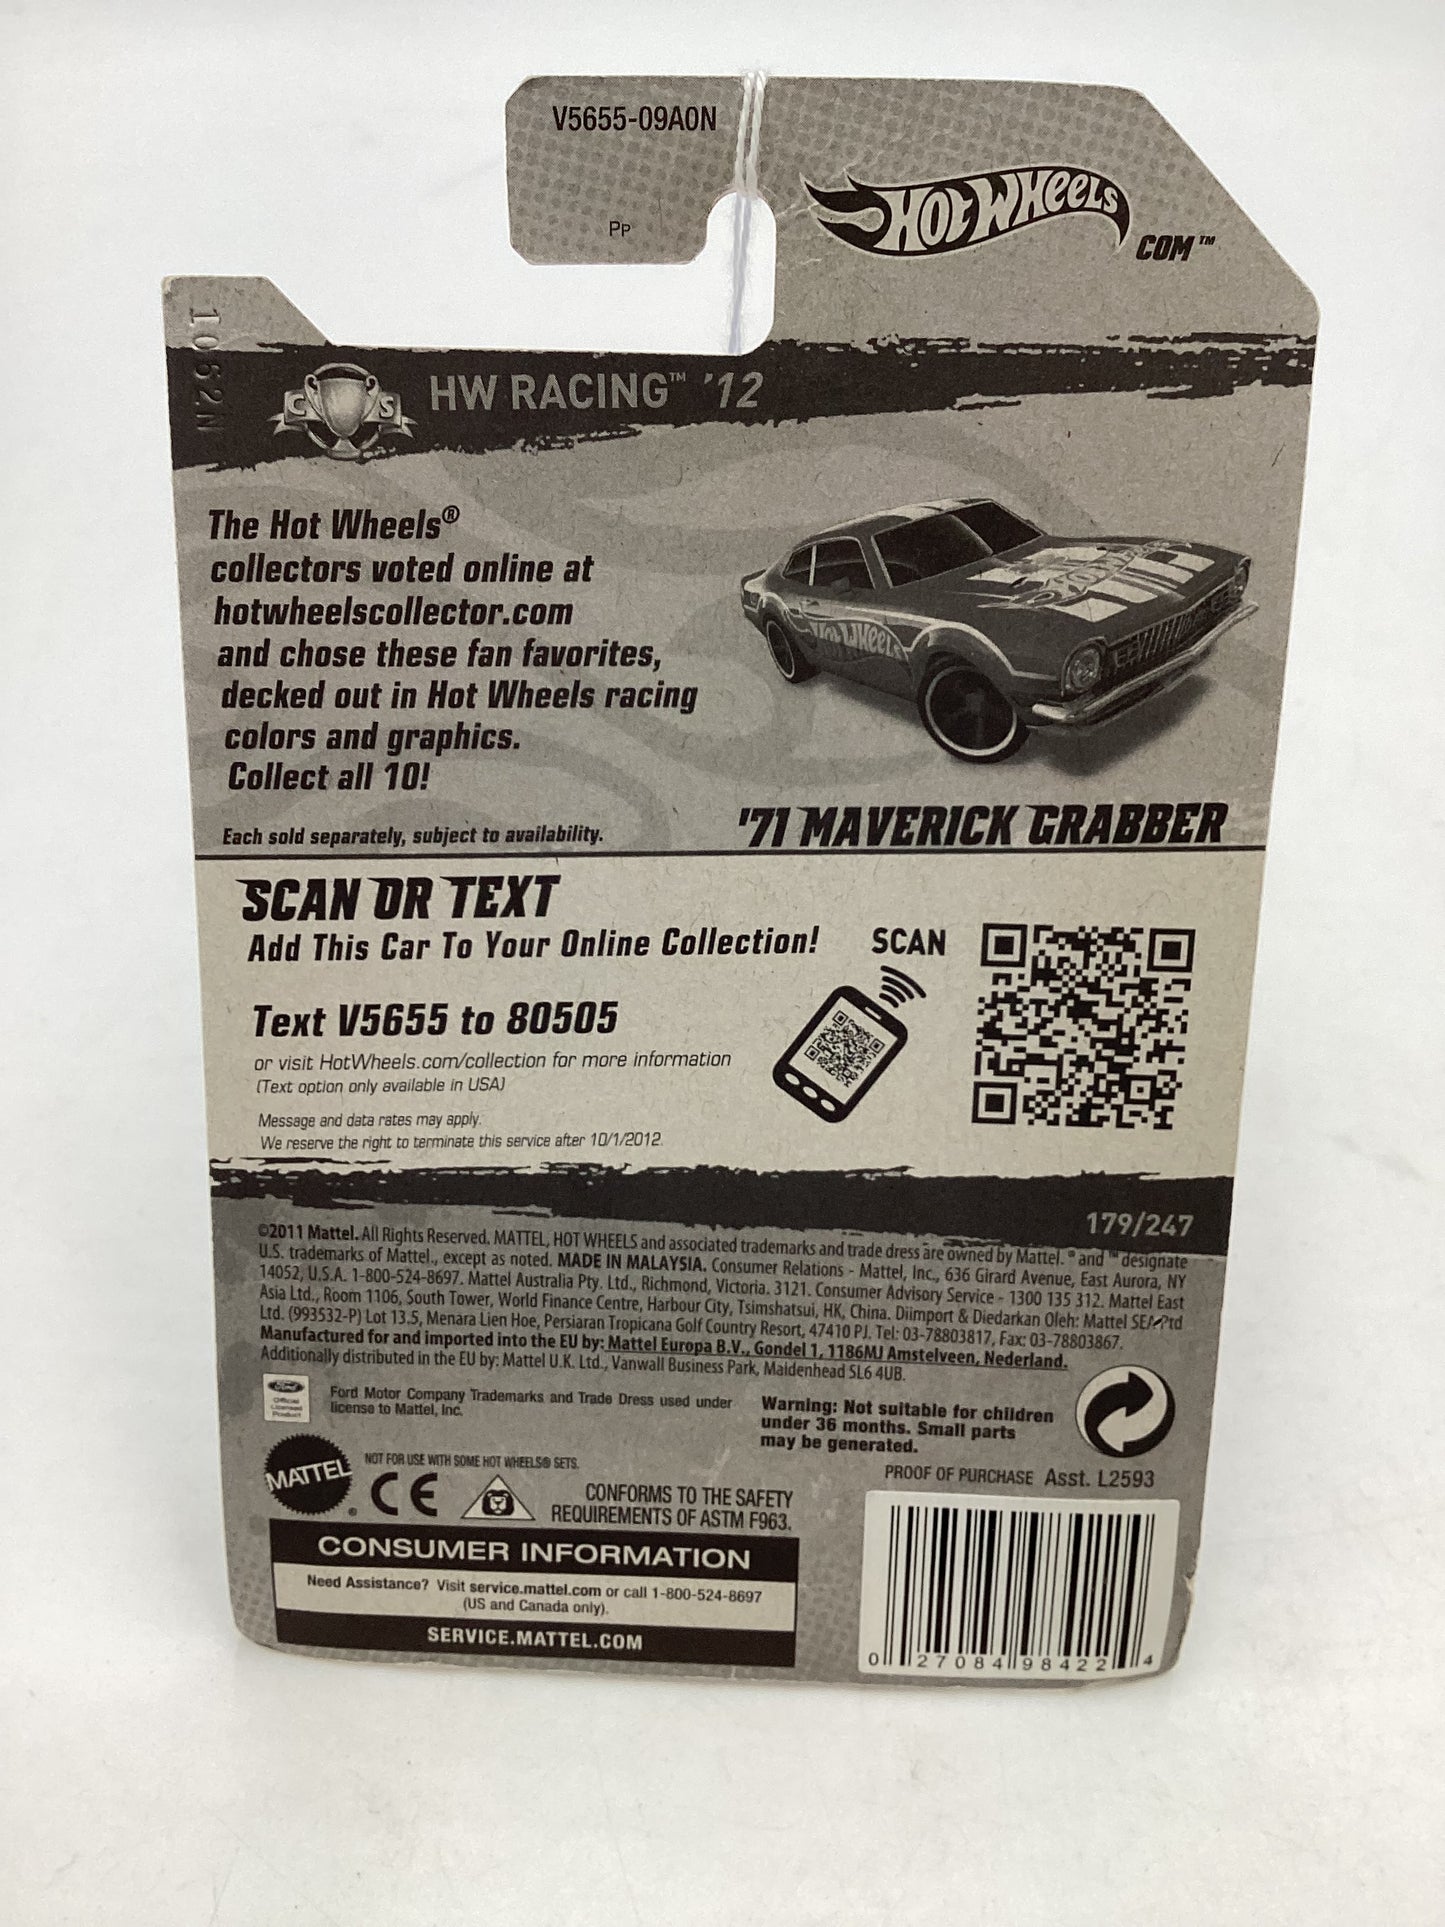 V5655-09A0N
Pp
HOT WHEELS
COM™
1062N
C S
HW RACING™ '12
The Hot Wheels®
collectors voted online at
hotwheelscollector.com
and chose these fan favorites,
decked out in Hot Wheels racing
colors and graphics.
Collect all 10!
Each sold separately, subject to availability.
HOT WHEELS
'71 MAVERICK GRABBER
SCAN OR TEXT
Add This Car To Your Online Collection!
SCAN
Text V5655 to 80505
or visit HotWheels.com/collection for more information
(Text option only available in USA)
Message and data rates may apply.
We reserve the right to terminate this service after 10/1/2012.
179/247
©2011 Mattel. All Rights Reserved. MATTEL, HOT WHEELS and associated trademarks and trade dress are owned by Mattel. ® and ™ designate
U.S. trademarks of Mattel., except as noted. MADE IN MALAYSIA. Consumer Relations - Mattel, Inc., 636 Girard Avenue, East Aurora, NY
14052, U.S.A. 1-800-524-8697. Mattel Australia Pty. Ltd., Richmond, Victoria. 3121. Consumer Advisory Service - 1300 135 312. Mattel East
Asia Ltd., Room 1106, South Tower, World Finance Centre, Harbour City, Tsimshatsui, HK, China. Diimport & Diedarkan Oleh: Mattel
Ltd. (993532-P) Lot 13.5, Menara Lien Hoe, Persiaran Tropicana Golf Country Resort, 47410 PJ. Tel: 03-78803817, Fax: 03-78803867.
Manufactured for and imported into the EU by: Mattel Europa B.V., Gondel 1, 1186MJ Amstelveen, Nederland.
Additionally distributed in the EU by: Mattel U.K. Ltd., Vanwall Business Park, Maidenhead SL6 4UB.
Ford
Official
Licensed
Product
Ford Motor Company Trademarks and Trade Dress used under
license to Mattel, Inc.
Warning: Not suitable for children
under 36 months. Small parts
may be generated.
MATTEL®
NOT FOR USE WITH SOME HOT WHEELS® SETS.
CE
CONFORMS TO THE SAFETY
REQUIREMENTS OF ASTM F963.
PROOF OF PURCHASE Asst. L2593
CONSUMER INFORMATION
Need Assistance? Visit service.mattel.com or call 1-800-524-8697
(US and Canada only).
SERVICE.MATTEL.COM
0 27084 98422 4